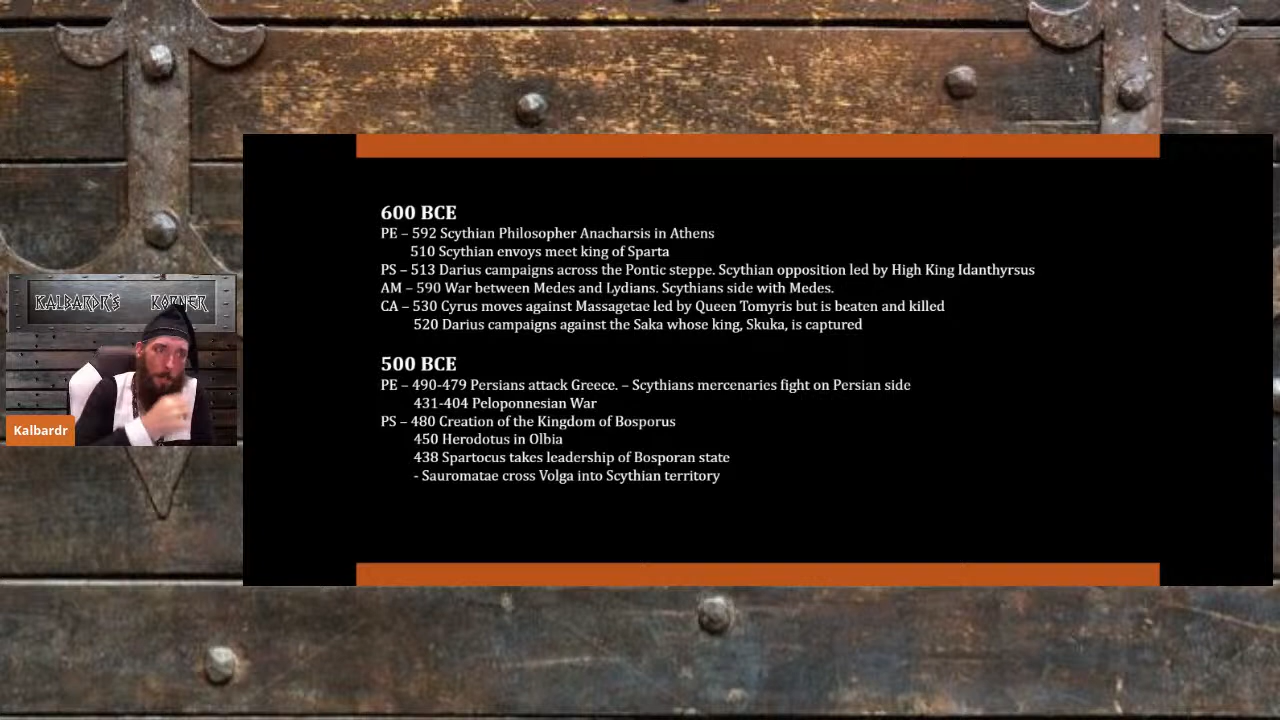 600 BCE
PE – 592 Scythian Philosopher Anacharsis in Athens
510 Scythian envoys meet king of Sparta
PS – 513 Darius campaigns across the Pontic steppe. Scythian opposition led by High King Idanthyrsus
AM – 590 War between Medes and Lydians. Scythians side with Medes.
CA – 530 Cyrus moves against Massagetae led by Queen Tomyris but is beaten and killed
520 Darius campaigns against the Saka whose king, Skuka, is captured
500 BCE
PE – 490-479 Persians attack Greece. – Scythians mercenaries fight on Persian side
431-404 Peloponnesian War
PS – 480 Creation of the Kingdom of Bosporus
450 Herodotus in Olbia
438 Spartocus takes leadership of Bosporan state
- Sauromatae cross Volga into Scythian territory
KALBARDR'S KORNER
Kalbardr